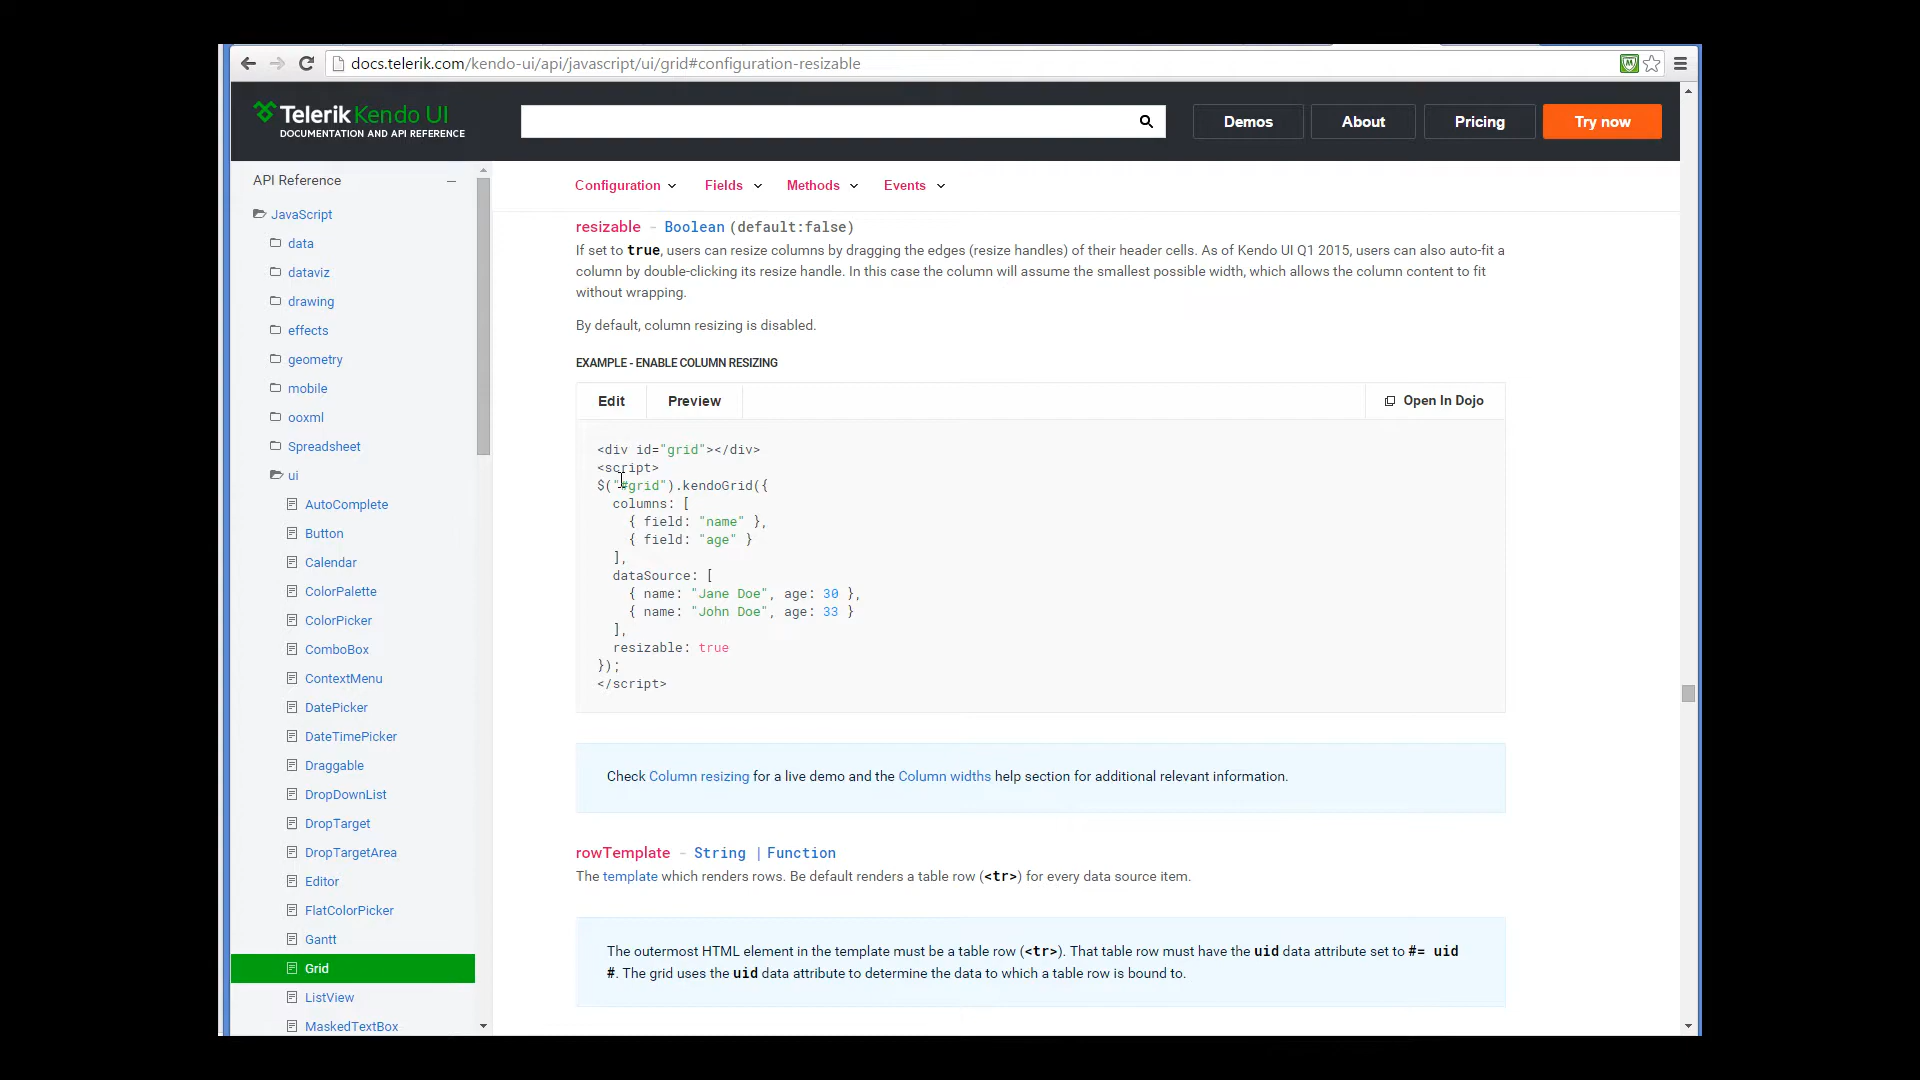 docs.telerik.com/kendo-ui/api/javascript/ui/grid#configuration-resizable
Telerik Kendo UI
DOCUMENTATION AND API REFERENCE
Demos
About
Pricing
Try now
API Reference
JavaScript
data
dataviz
drawing
effects
geometry
mobile
ooxml
Spreadsheet
ui
AutoComplete
Button
Calendar
ColorPalette
ColorPicker
ComboBox
ContextMenu
DatePicker
DateTimePicker
Draggable
DropDownList
DropTarget
DropTargetArea
Editor
FlatColorPicker
Gantt
Grid
ListView
MaskedTextBox
Configuration
Fields
Methods
Events
resizable - Boolean (default:false)
If set to true, users can resize columns by dragging the edges (resize handles) of their header cells. As of Kendo UI Q1 2015, users can also auto-fit a
column by double-clicking its resize handle. In this case the column will assume the smallest possible width, which allows the column content to fit
without wrapping.
By default, column resizing is disabled.
EXAMPLE - ENABLE COLUMN RESIZING
Edit
Preview
Open In Dojo
<div id="grid"></div>
<script>
$("#grid").kendoGrid({
columns: [
{ field: "name" },
{ field: "age" }
],
dataSource: [
{ name: "Jane Doe", age: 30 },
{ name: "John Doe", age: 33 }
],
resizable: true
});
</script>
Check Column resizing for a live demo and the Column widths help section for additional relevant information.
rowTemplate - String | Function
The template which renders rows. Be default renders a table row (<tr>) for every data source item.
The outermost HTML element in the template must be a table row (<tr>). That table row must have the uid data attribute set to #= uid
#. The grid uses the uid data attribute to determine the data to which a table row is bound to.